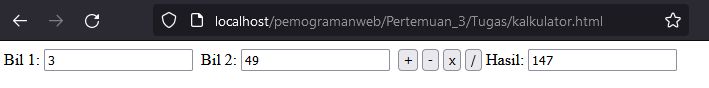 localhost/pemogramanweb/Pertemuan_3/Tugas/kalkulator.html
Bil 1: 3 Bil 2: 49 + - x / Hasil: 147